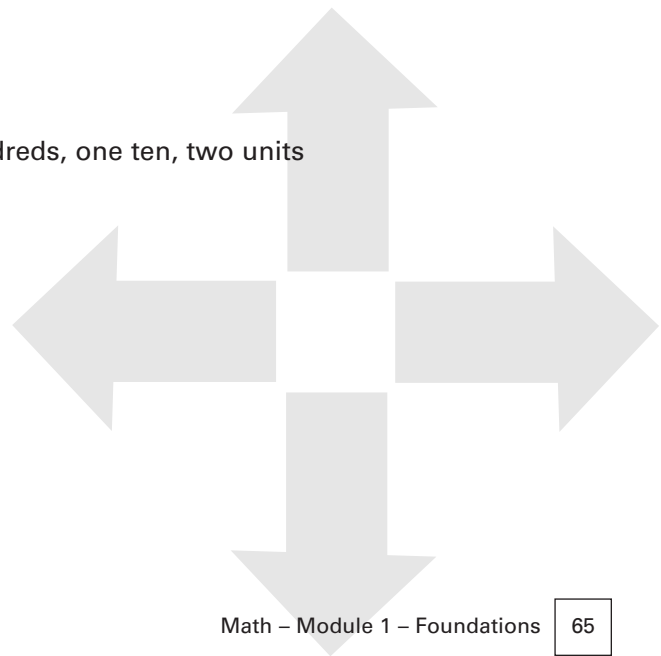 dreds, one ten, two units
Math – Module 1 – Foundations 65